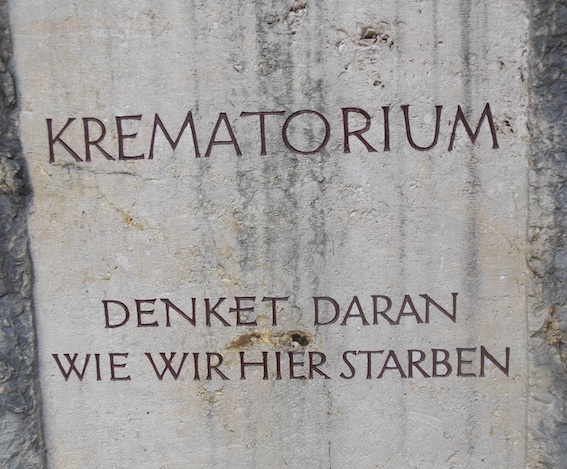 KREMATORIUM
DENKET DARAN
WIE WIR HIER STARBEN